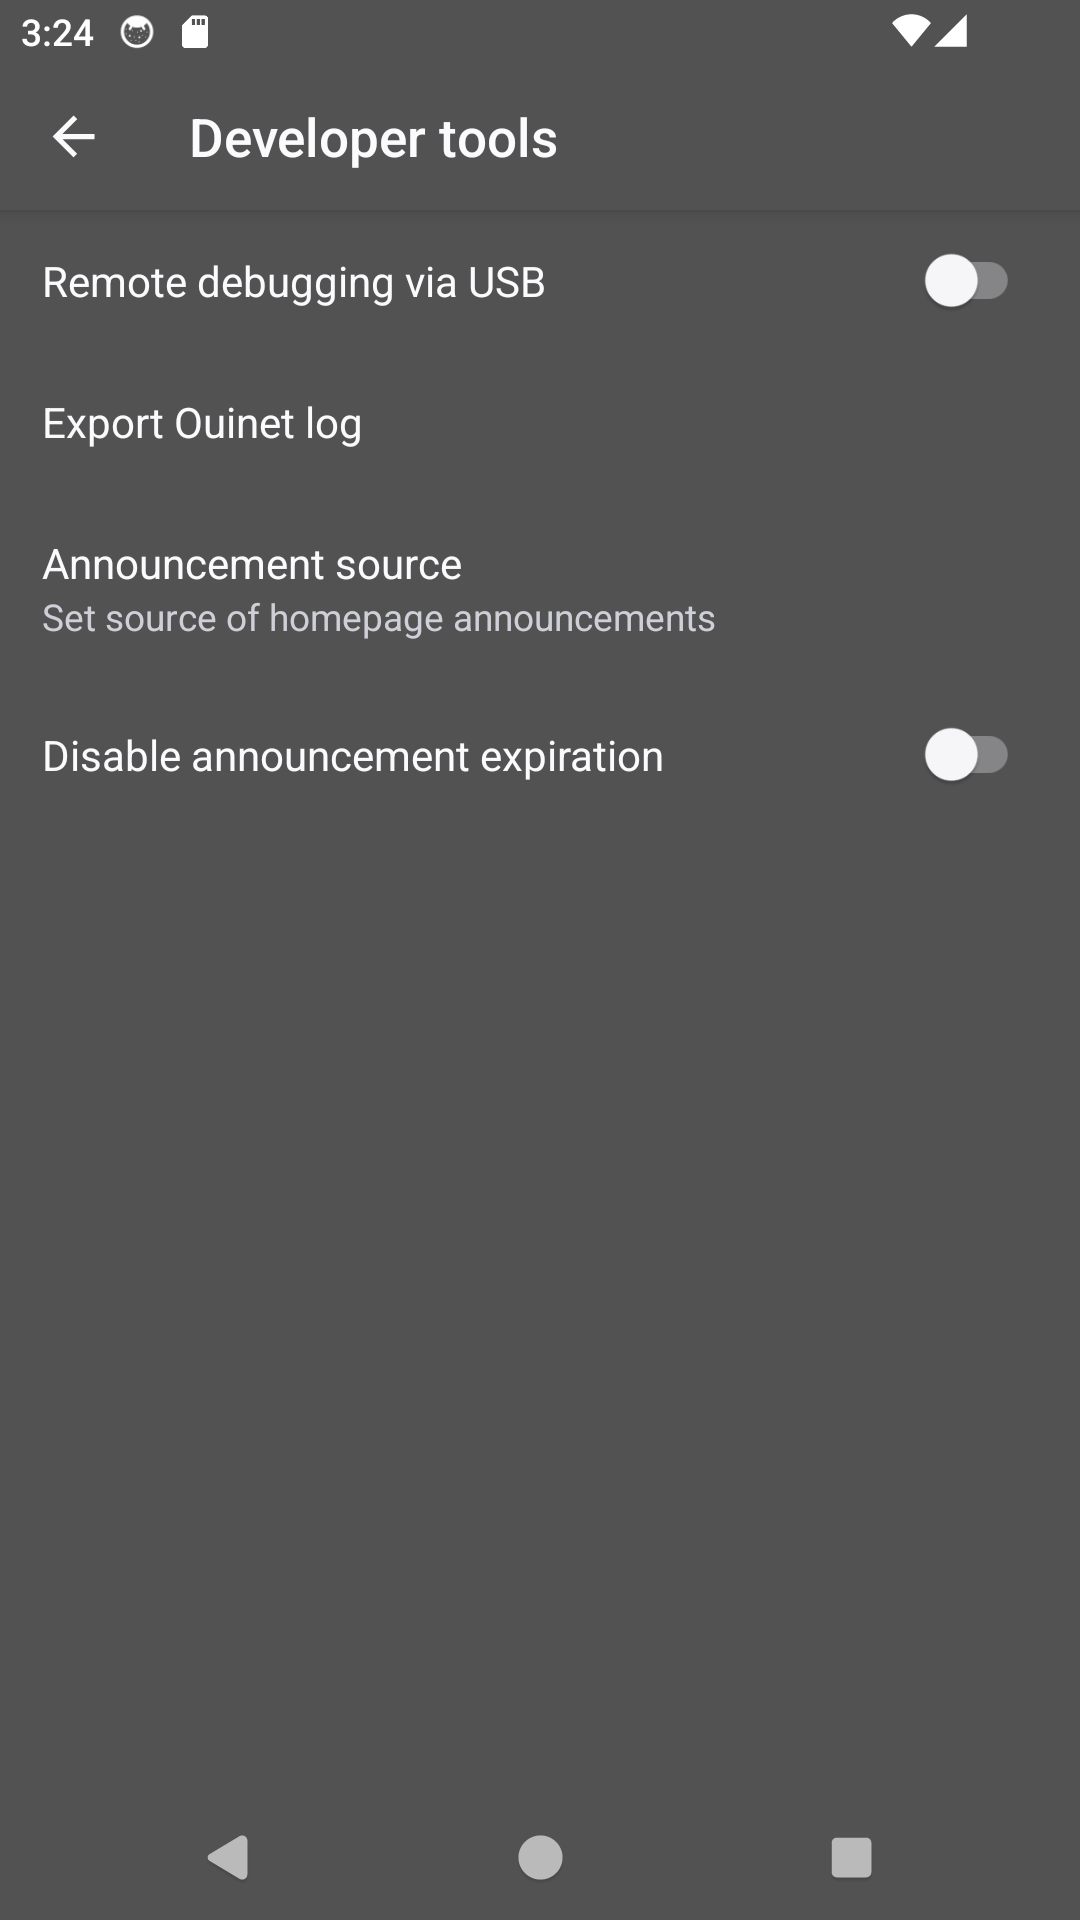 3:24
Developer tools
Remote debugging via USB
Export Ouinet log
Announcement source
Set source of homepage announcements
Disable announcement expiration